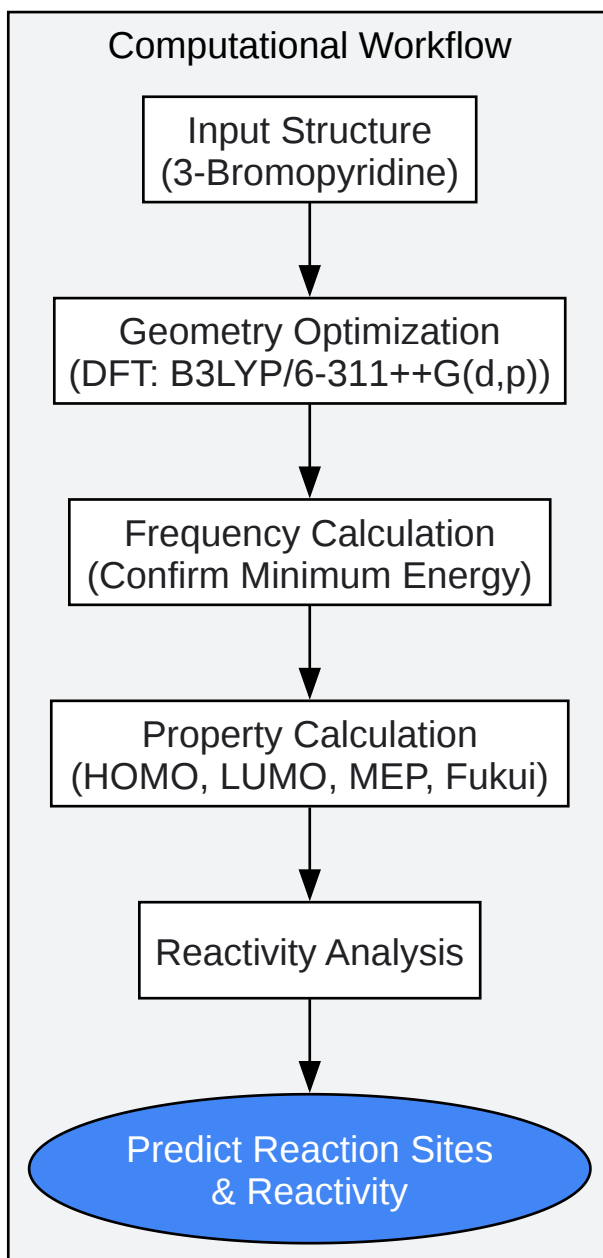 Computational Workflow
Input Structure
(3-Bromopyridine)
Geometry Optimization
(DFT: B3LYP/6-311++G(d,p))
Frequency Calculation
(Confirm Minimum Energy)
Property Calculation
(HOMO, LUMO, MEP, Fukui)
Reactivity Analysis
Predict Reaction Sites
& Reactivity